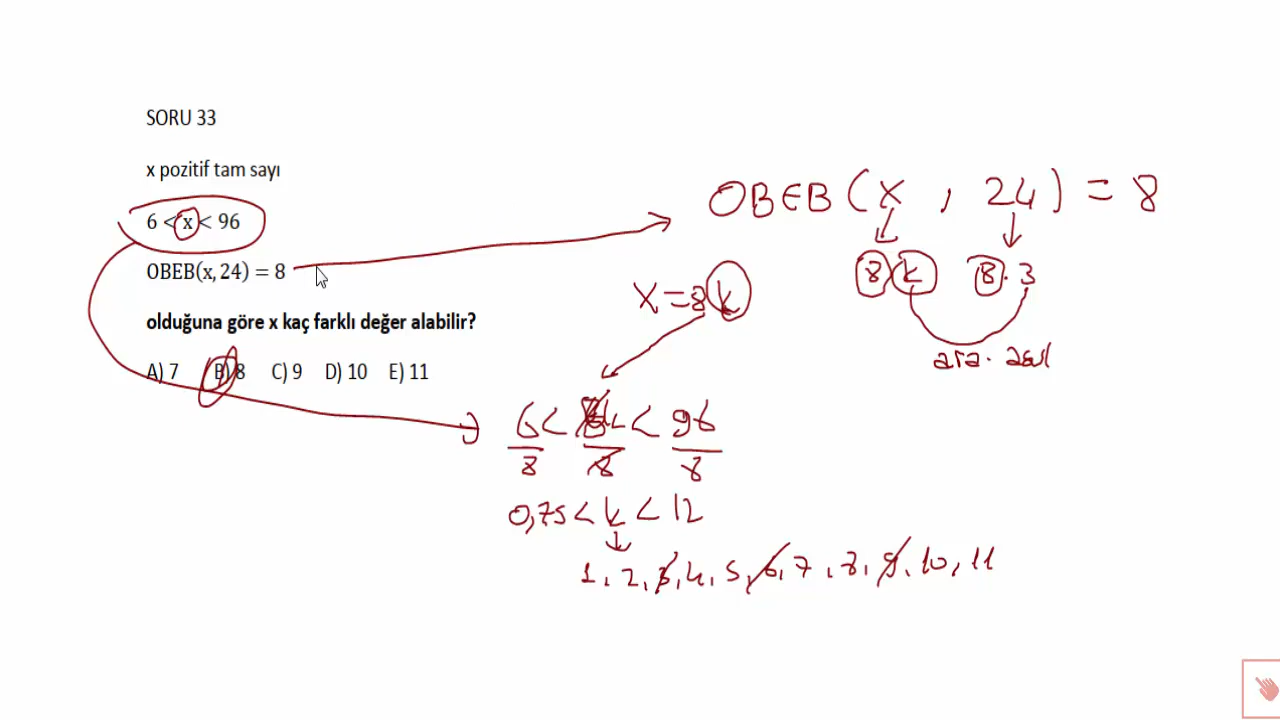 SORU 33
x pozitif tam sayı
6 < x < 96
OBEB(x, 24) = 8
olduğuna göre x kaç farklı değer alabilir?
A) 7 B) 8 C) 9 D) 10 E) 11
OBEB(x, 24) = 8
8 k 8.3
ara. asal
x = 8k
6 < 8k < 96
8 8 8
0,75 < k < 12
1, 2, 3, 4, 5, 6, 7, 8, 9, 10, 11